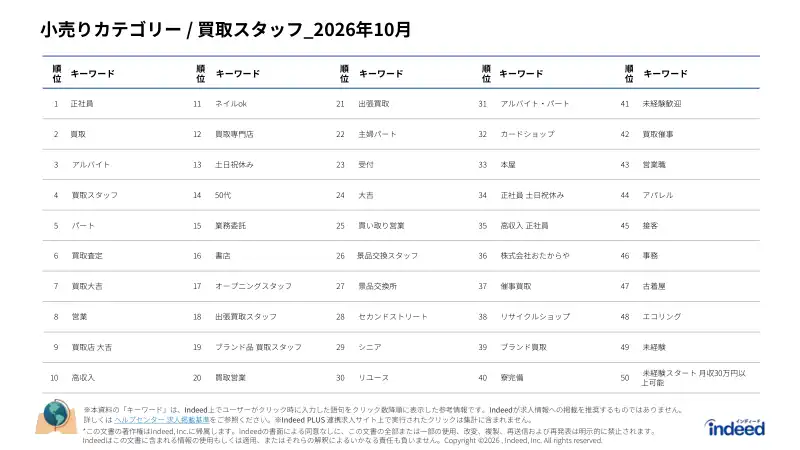 小売りカテゴリー / 買取スタッフ_2026年10月
順位 キーワード 順位 キーワード 順位 キーワード 順位 キーワード 順位 キーワード
1 正社員 11 ネイルok 21 出張買取 31 アルバイト・パート 41 未経験歓迎
2 買取 12 買取専門店 22 主婦パート 32 カードショップ 42 買取催事
3 アルバイト 13 土日祝休み 23 受付 33 本屋 43 営業職
4 買取スタッフ 14 50代 24 大吉 34 正社員 土日祝休み 44 アパレル
5 パート 15 業務委託 25 買い取り営業 35 高収入 正社員 45 接客
6 買取査定 16 書店 26 景品交換スタッフ 36 株式会社おたからや 46 事務
7 買取大吉 17 オープニングスタッフ 27 景品交換所 37 催事買取 47 古着屋
8 営業 18 出張買取スタッフ 28 セカンドストリート 38 リサイクルショップ 48 エコリング
9 買取店 大吉 19 ブランド品 買取スタッフ 29 シニア 39 ブランド買取 49 未経験
10 高収入 20 買取営業 30 リユース 40 寮完備 50 未経験スタート 月収30万円以上可能
※本資料の「キーワード」は、Indeed上でユーザーがクリック時に入力した語句をクリック数降順に表示した参考情報です。Indeedが求人情報への掲載を推奨するものではありません。
詳しくは ヘルプセンター 求人掲載基準をご参照ください。※Indeed PLUS 連携求人サイト上で実行されたクリックは集計に含まれません。
*この文書の著作権はIndeed, Inc.に帰属します。Indeedの書面による同意なしに、この文書の全部または一部の使用、改変、複製、再送信および再発表は明示的に禁止されます。
Indeedはこの文書に含まれる情報の使用もしくは適用、またはそれらの解釈によるいかなる責任も負いません。Copyright ©2026 , Indeed, Inc. All rights reserved.
インディード
indeed